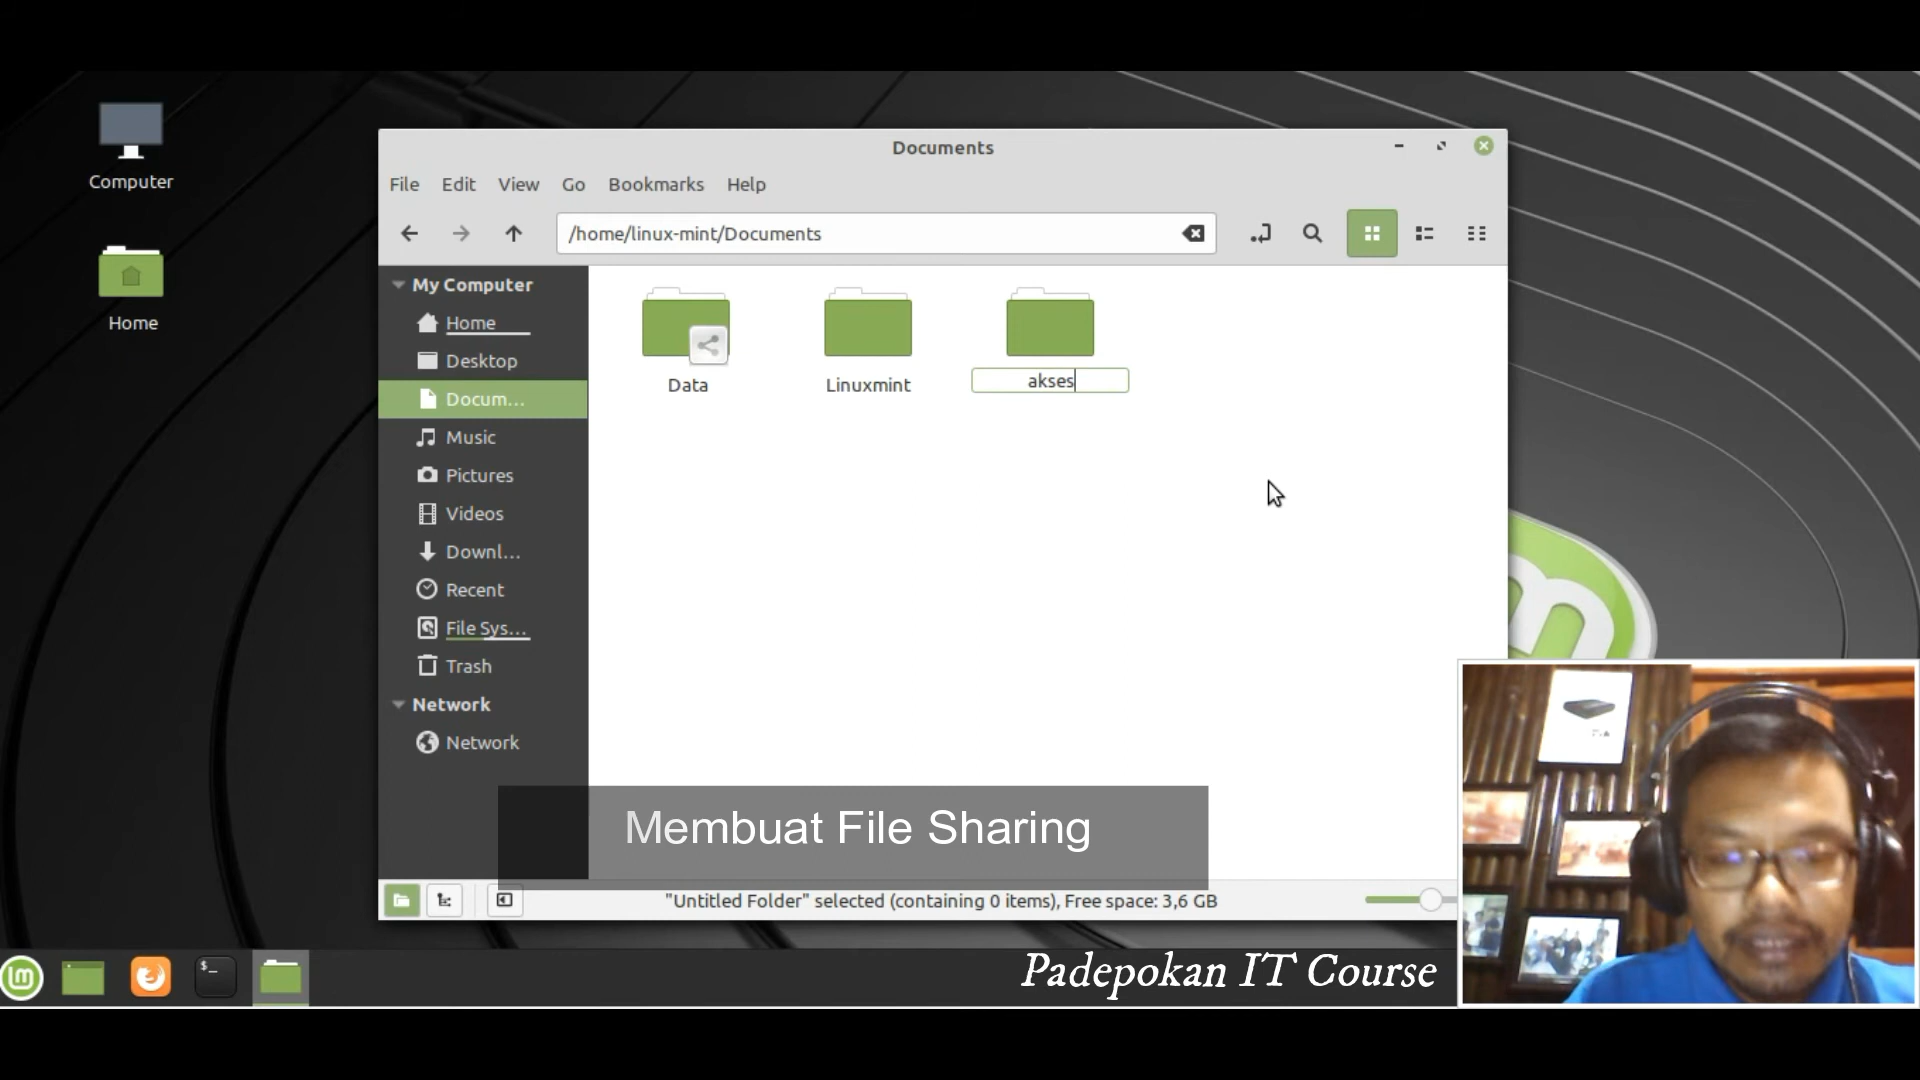 Computer
Home
Documents
File Edit View Go Bookmarks Help
/home/linux-mint/Documents
My Computer
Home
Desktop
Docum...
Music
Pictures
Videos
Downl...
Recent
File Sys...
Trash
Network
Network
Data
Linuxmint
akses
Membuat File Sharing
"Untitled Folder" selected (containing 0 items), Free space: 3,6 GB
lm
$_
Padepokan IT Course